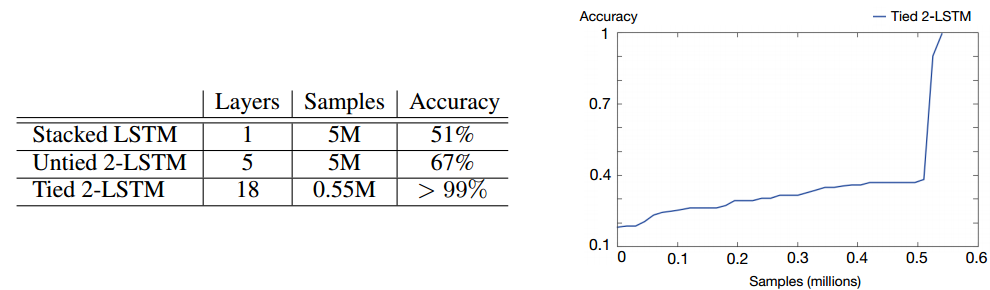 Layers Samples Accuracy
Stacked LSTM 1 5M 51%
Untied 2-LSTM 5 5M 67%
Tied 2-LSTM 18 0.55M > 99%
Accuracy Tied 2-LSTM
1
0.7
0.4
0.1
0 0.1 0.2 0.3 0.4 0.5 0.6
Samples (millions)